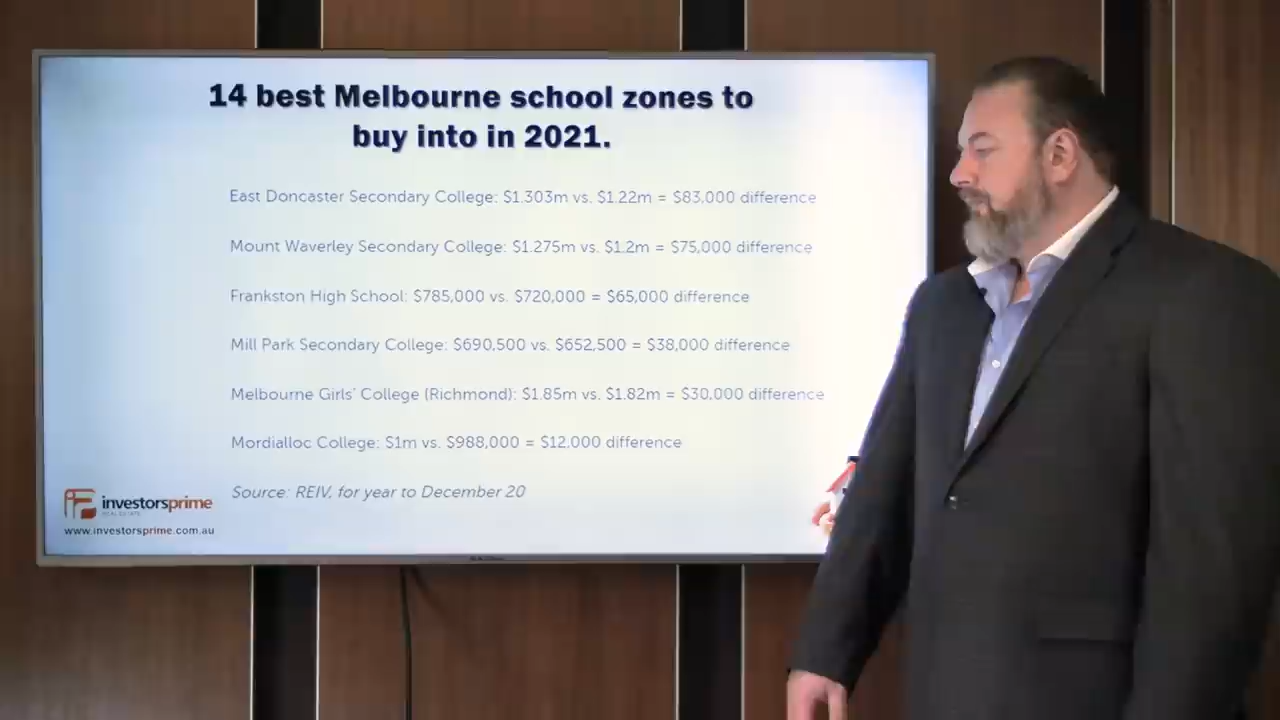 14 best Melbourne school zones to
buy into in 2021.
East Doncaster Secondary College: $1.303m vs. $1.22m = $83,000 difference
Mount Waverley Secondary College: $1.275m vs. $1.2m = $75,000 difference
Frankston High School: $785,000 vs. $720,000 = $65,000 difference
Mill Park Secondary College: $690,500 vs. $652,500 = $38,000 difference
Melbourne Girls' College (Richmond): $1.85m vs. $1.82m = $30,000 difference
Mordialloc College: $1m vs. $988,000 = $12,000 difference
Source: REIV, for year to December 20
investorsprime
REAL ESTATE
www.investorsprime.com.au